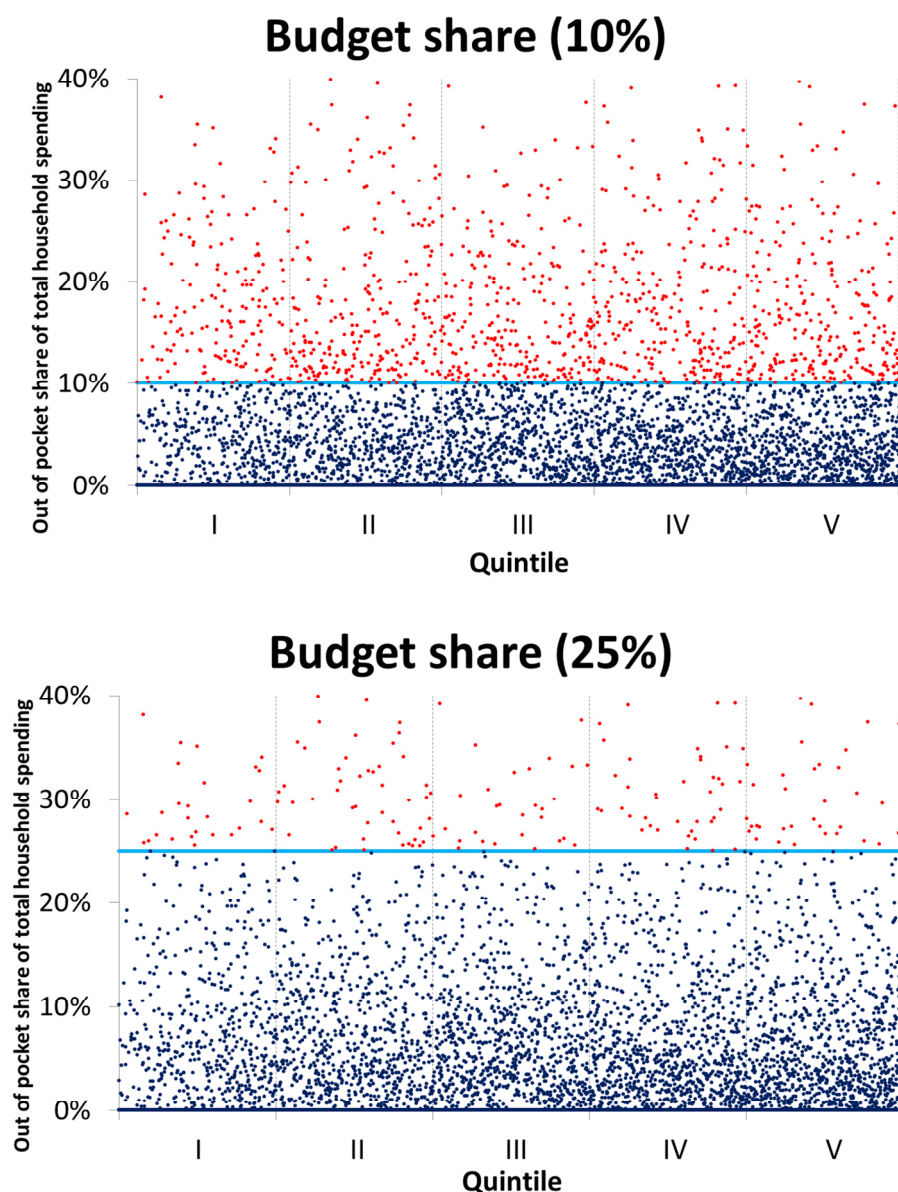 Budget share (10%)
Out of pocket share of total household spending
40%
30%
20%
10%
0%
I II III IV V
Quintile
Budget share (25%)
Out of pocket share of total household spending
40%
30%
20%
10%
0%
I II III IV V
Quintile